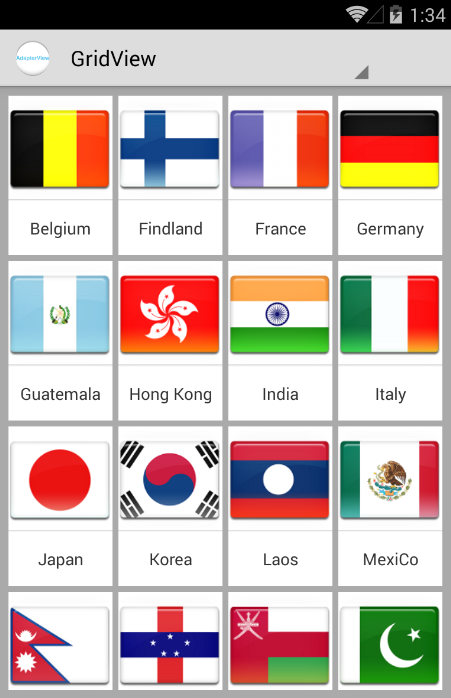 1:34
AdapterView
GridView
Belgium
Findland
France
Germany
Guatemala
Hong Kong
India
Italy
Japan
Korea
Laos
MexiCo